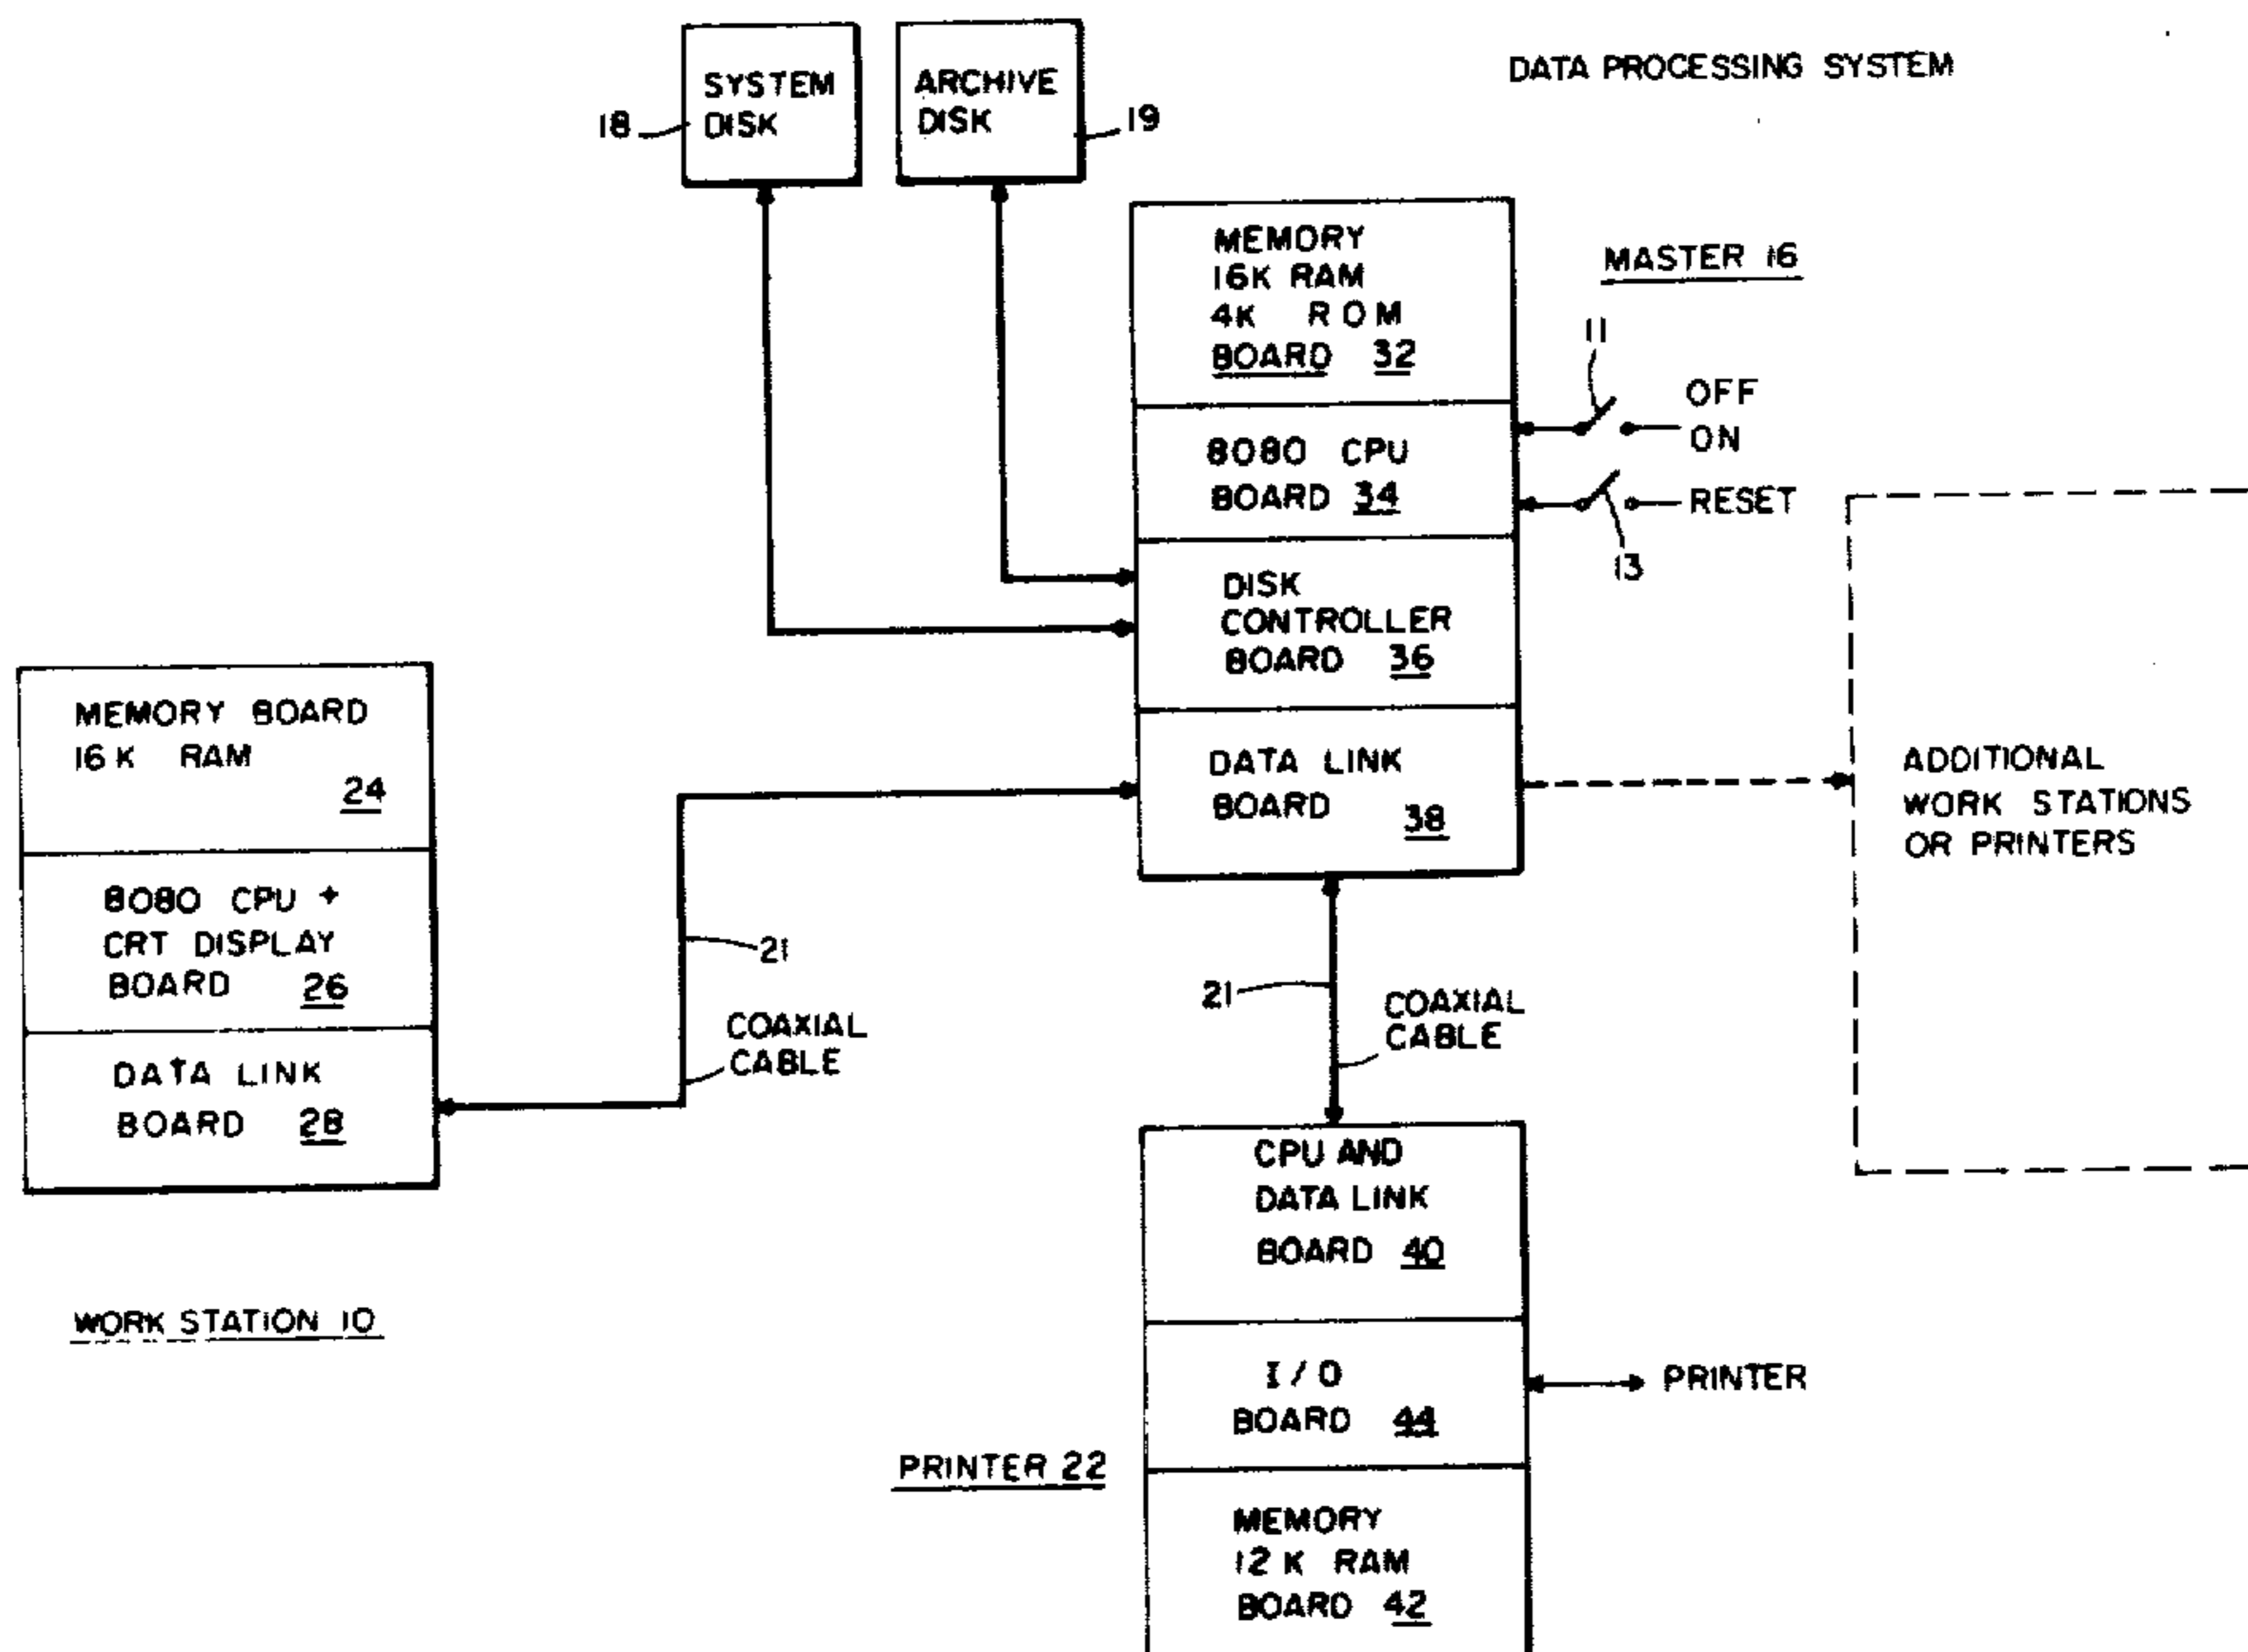 DATA PROCESSING SYSTEM
SYSTEM
DISK
18
ARCHIVE
DISK
19
MEMORY
16K RAM
4K ROM
BOARD 32
MASTER 16
11
OFF
ON
8080 CPU
BOARD 34
RESET
13
DISK
CONTROLLER
BOARD 36
DATA LINK
BOARD
38
ADDITIONAL
WORK STATIONS
OR PRINTERS
MEMORY BOARD
16K RAM
24
8080 CPU +
CRT DISPLAY
BOARD 26
DATA LINK
BOARD 28
WORK STATION 10
21
COAXIAL
CABLE
21
COAXIAL
CABLE
CPU AND
DATA LINK
BOARD 40
I/O
BOARD 44
PRINTER
PRINTER 22
MEMORY
12K RAM
BOARD 42